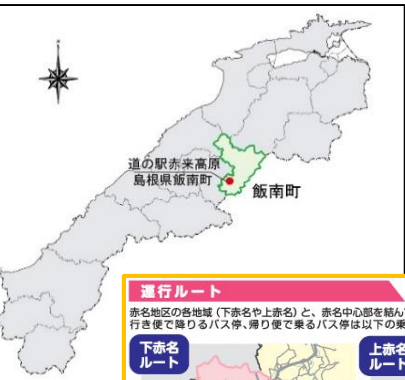 道の駅赤来高原
島根県飯南町
飯南町
運行ルート
赤名地区の各地域（下赤名や上赤名）と、赤名中心部を結ん
行き便で降りるバス停、帰り便で乗るバス停は以下の乗
下赤名
ルート
上赤名
ルート